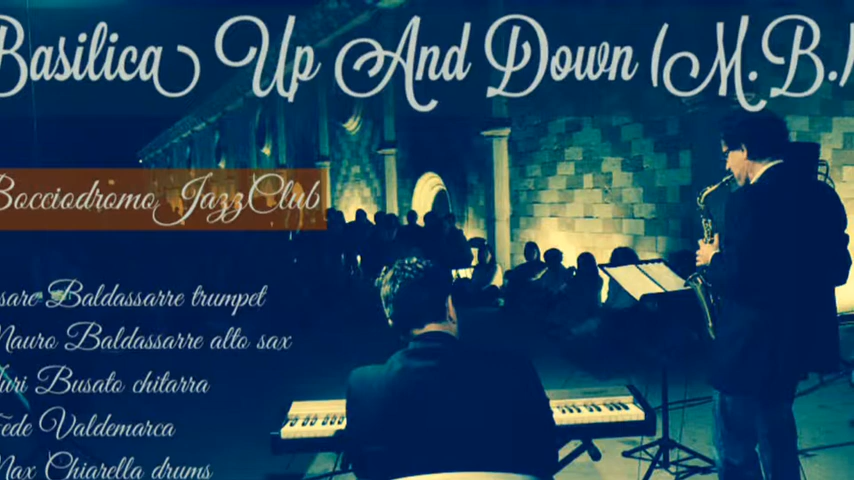 Basilica Up And Down (M.B.)
Bocciodromo JazzClub
sare Baldassarre trumpet
Mauro Baldassarre alto sax
Yuri Busato chitarra
Fede Valdemarca
Max Chiarella drums